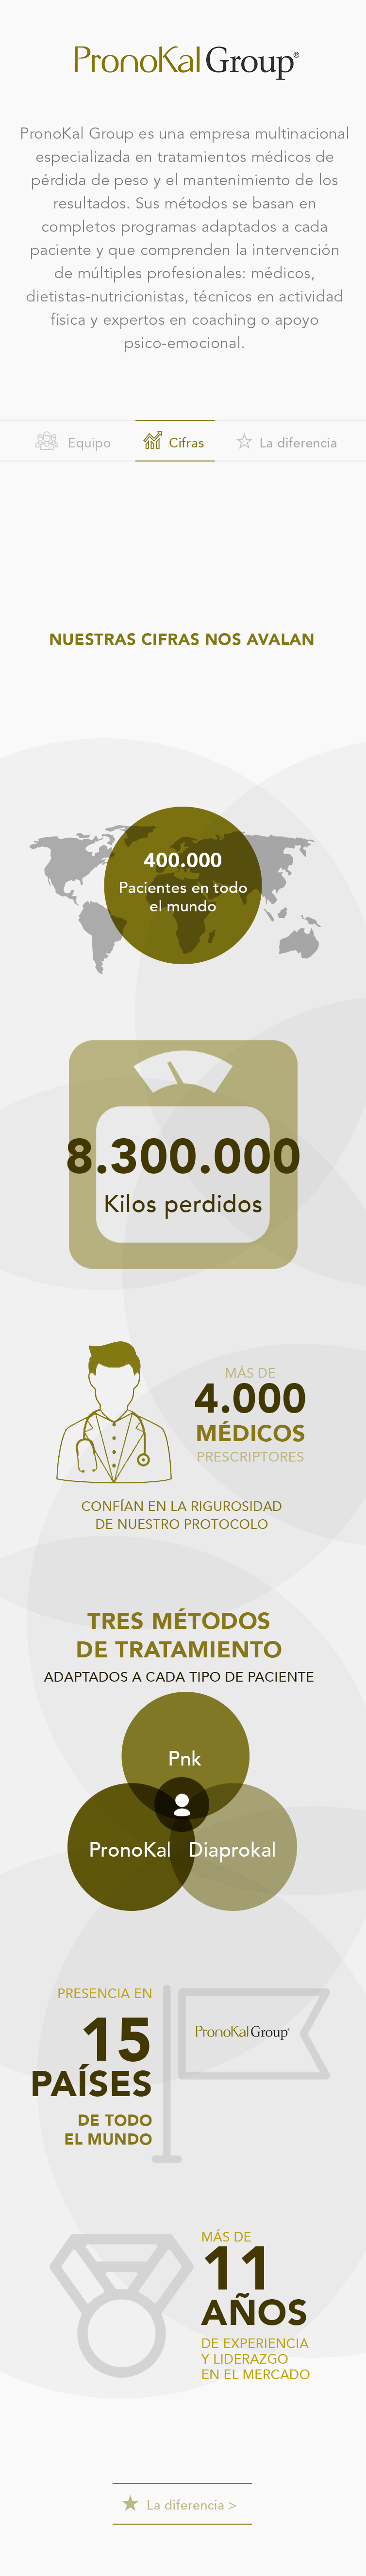 PronoKal Group®
PronoKal Group es una empresa multinacional
especializada en tratamientos médicos de
pérdida de peso y el mantenimiento de los
resultados. Sus métodos se basan en
completos programas adaptados a cada
paciente y que comprenden la intervención
de múltiples profesionales: médicos,
dietistas-nutricionistas, técnicos en actividad
física y expertos en coaching o apoyo
psico-emocional.
Equipo
Cifras
La diferencia
NUESTRAS CIFRAS NOS AVALAN
400.000
Pacientes en todo
el mundo
8.300.000
Kilos perdidos
MÁS DE
4.000
MÉDICOS
PRESCRIPTORES
CONFÍAN EN LA RIGUROSIDAD
DE NUESTRO PROTOCOLO
TRES MÉTODOS
DE TRATAMIENTO
ADAPTADOS A CADA TIPO DE PACIENTE
Pnk
PronoKal
Diaprokal
PRESENCIA EN
15
PAÍSES
DE TODO
EL MUNDO
PronoKal Group®
MÁS DE
11
AÑOS
DE EXPERIENCIA
Y LIDERAZGO
EN EL MERCADO
La diferencia >